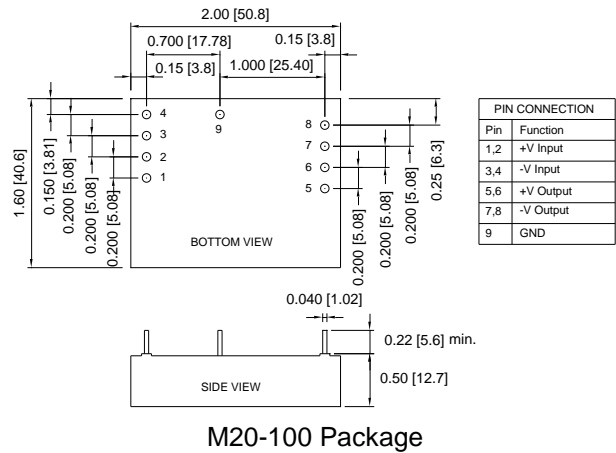 2.00 [50.8]
0.700 [17.78]
0.15 [3.8]
0.15 [3.8]
1.000 [25.40]
4
3
2
1
9
8
7
6
5
1.60 [40.6]
0.150 [3.81]
0.200 [5.08]
0.200 [5.08]
0.200 [5.08]
0.200 [5.08]
0.200 [5.08]
0.200 [5.08]
0.25 [6.3]
BOTTOM VIEW
PIN CONNECTION
Pin Function
1,2 +V Input
3,4 -V Input
5,6 +V Output
7,8 -V Output
9 GND
0.040 [1.02]
0.22 [5.6] min.
0.50 [12.7]
SIDE VIEW
M20-100 Package